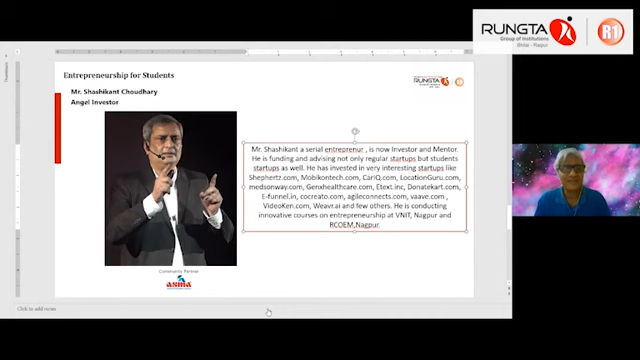 RUNGTA
Group of Institutions
Bhilai - Raipur
R1
Entrepreneurship for Students
RUNGTA
Mr. Shashikant Choudhary
Angel Investor
Mr. Shashikant a serial entreprenur , is now Investor and Mentor.
He is funding and advising not only regular startups but students
startups as well. He has invested in very interesting startups like
Shephertz.com, Mobikontech.com, CariQ.com, LocationGuru.com,
medsonway.com, Genxhealthcare.com, Etext.inc, Donatekart.com,
E-funnel.in, cocreato.com, agileconnects.com, vaave.com ,
VideoKen.com, Weavr.ai and few others. He is conducting
innovative courses on entrepreneurship at VNIT, Nagpur and
RCOEM,Nagpur.
Community Partner
asma
Click to add notes